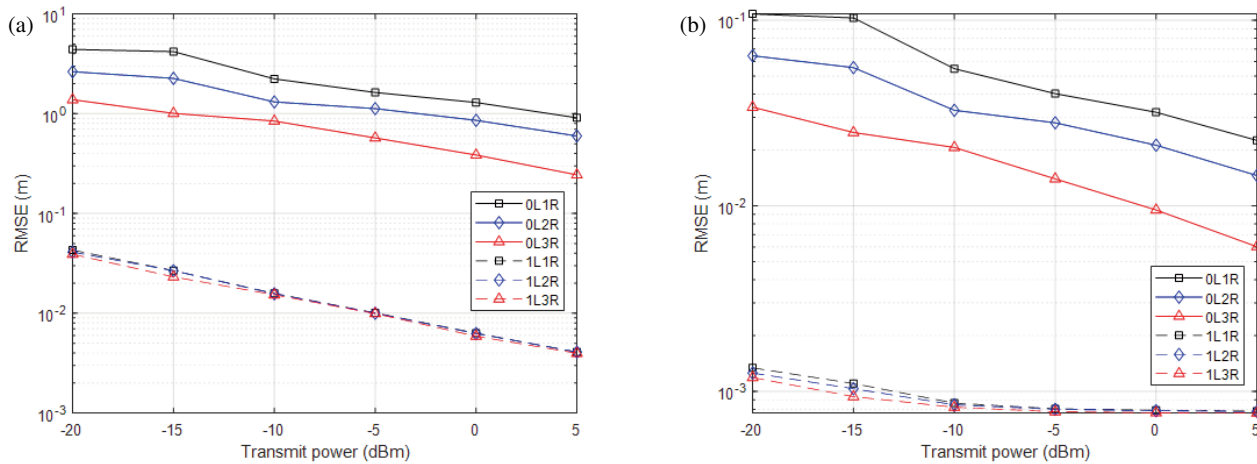 (a)
10^1
10^0
10^-1
10^-2
10^-3
RMSE (m)
-20 -15 -10 -5 0 5
Transmit power (dBm)
0L1R
0L2R
0L3R
1L1R
1L2R
1L3R
(b)
10^-1
10^-2
10^-3
RMSE (m)
-20 -15 -10 -5 0 5
Transmit power (dBm)
0L1R
0L2R
0L3R
1L1R
1L2R
1L3R